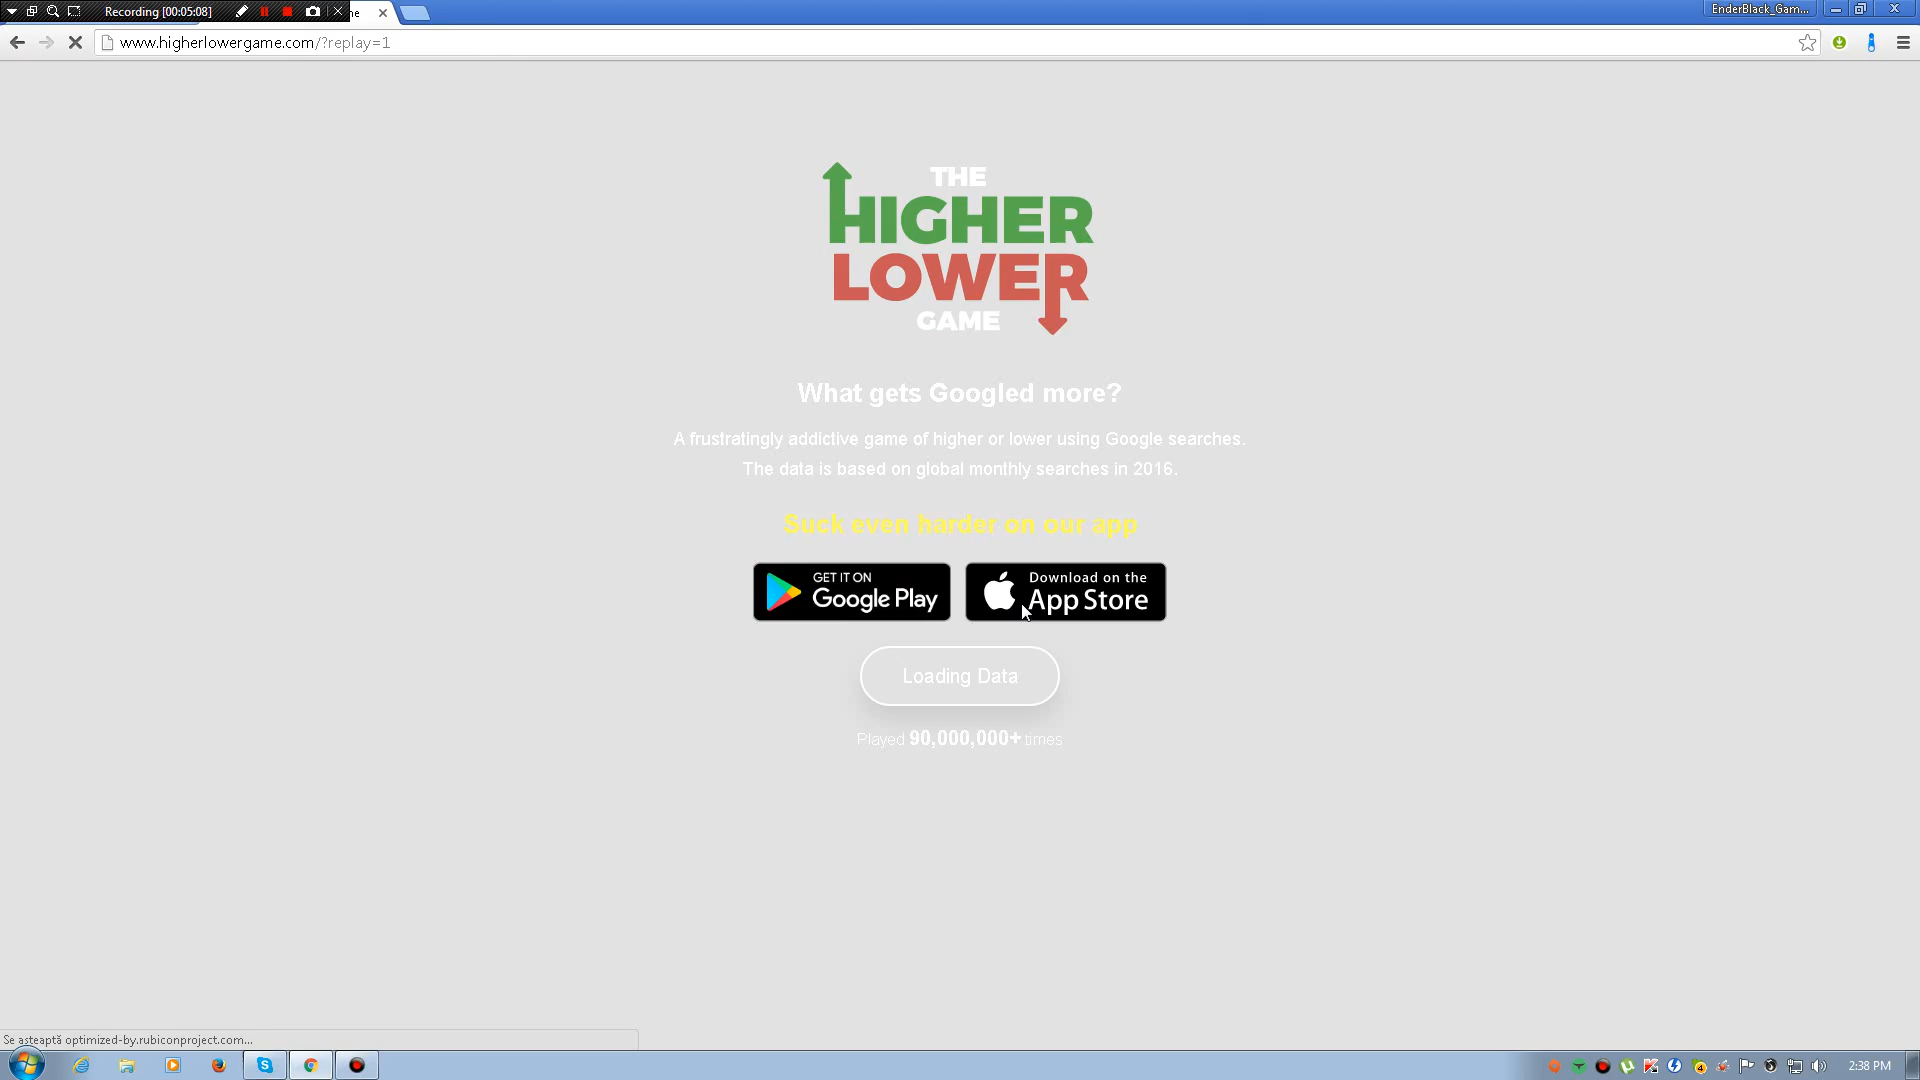 Recording [00:05:08]
me
EnderBlack_Gam...
www.higherlowergame.com/?replay=1
THE
HIGHER
LOWER
GAME
What gets Googled more?
A frustratingly addictive game of higher or lower using Google searches.
The data is based on global monthly searches in 2016.
Suck even harder on our app
GET IT ON
Google Play
Download on the
App Store
Loading Data
Played 90,000,000+ times
Se așteaptă optimized-by.rubiconproject.com...
2:38 PM